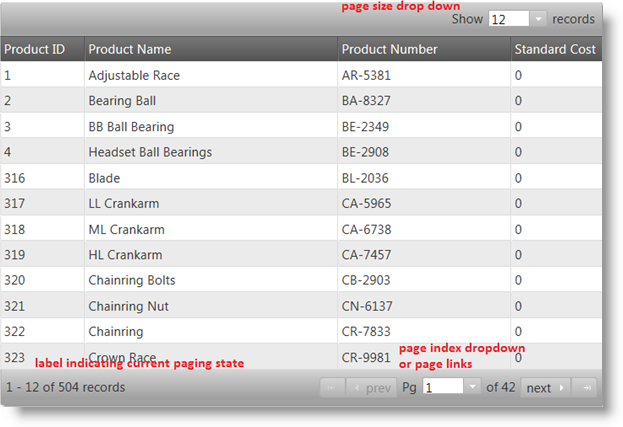 page size drop down
Show 12 records
Product ID Product Name Product Number Standard Cost
1 Adjustable Race AR-5381 0
2 Bearing Ball BA-8327 0
3 BB Ball Bearing BE-2349 0
4 Headset Ball Bearings BE-2908 0
316 Blade BL-2036 0
317 LL Crankarm CA-5965 0
318 ML Crankarm CA-6738 0
319 HL Crankarm CA-7457 0
320 Chainring Bolts CB-2903 0
321 Chainring Nut CN-6137 0
322 Chainring CR-7833 0
323 Crown Race CR-9981 0
label indicating current paging state
page index dropdown
or page links
1 - 12 of 504 records prev Pg 1 of 42 next